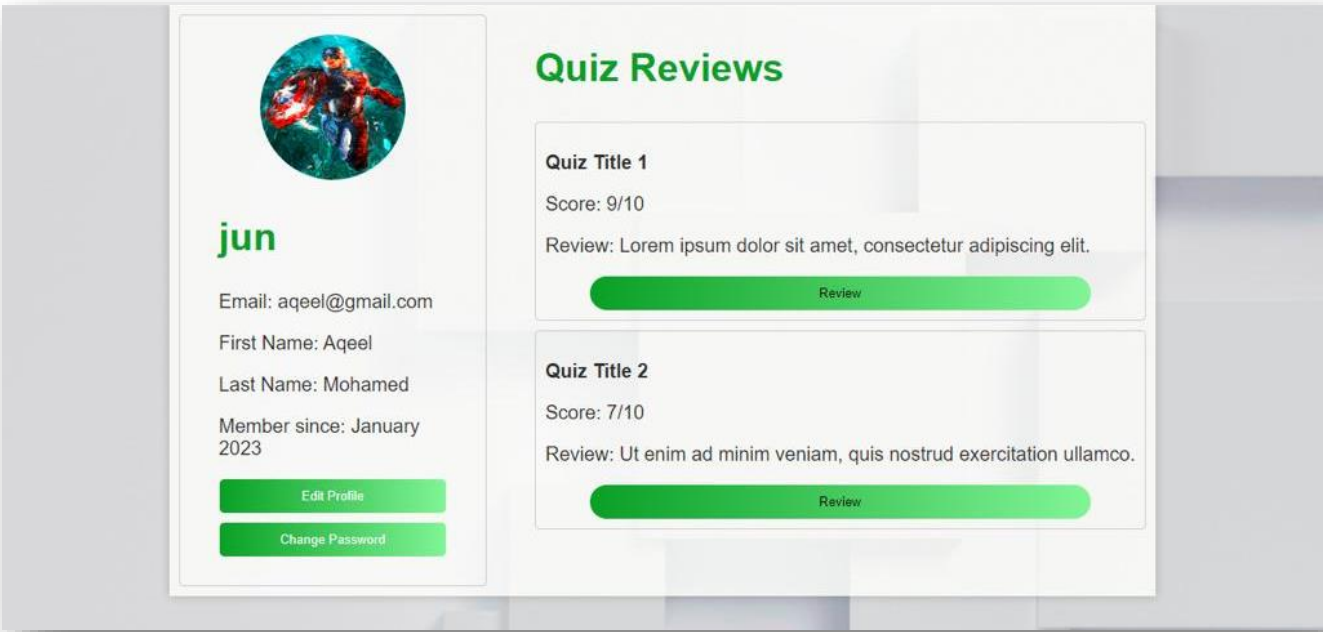 jun
Email: aqeel@gmail.com
First Name: Aqeel
Last Name: Mohamed
Member since: January
2023
Edit Profile
Change Password
Quiz Reviews
Quiz Title 1
Score: 9/10
Review: Lorem ipsum dolor sit amet, consectetur adipiscing elit.
Review
Quiz Title 2
Score: 7/10
Review: Ut enim ad minim veniam, quis nostrud exercitation ullamco.
Review